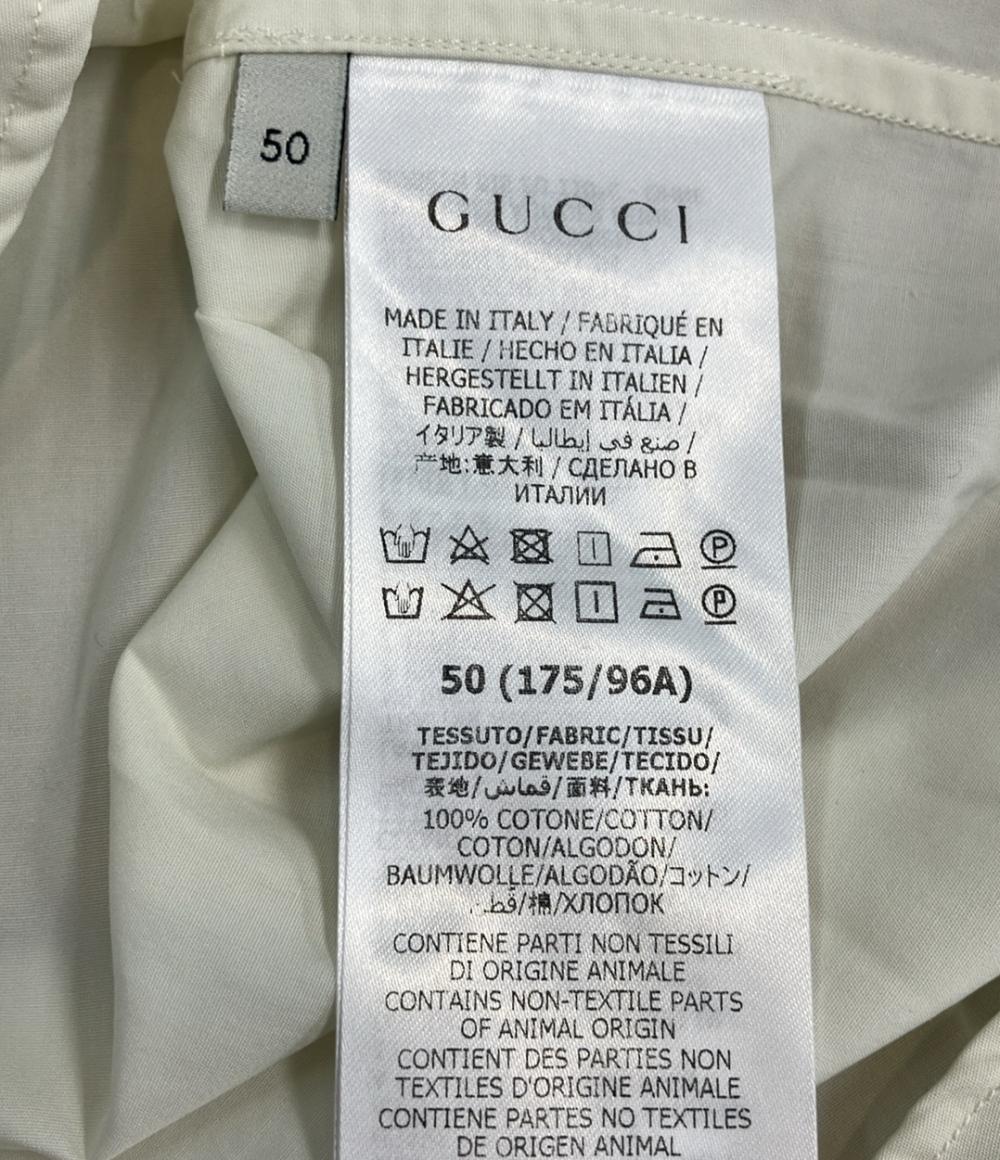 50
GUCCI
MADE IN ITALY / FABRIQUÉ EN
ITALIE / HECHO EN ITALIA /
HERGESTELLT IN ITALIEN /
FABRICADO EM ITÁLIA /
イタリア製 / صنع في إيطاليا /
产地:意大利 / СДЕЛАНО В
ИТАЛИИ
P
P
50 (175/96A)
TESSUTO/FABRIC/TISSU/
TEJIDO/GEWEBE/TECIDO/
表地/قماش/面料/ТКАНЬ:
100% COTONE/COTTON/
COTON/ALGODON/
BAUMWOLLE/ALGODÃO/コットン/
قطن/棉/ХЛОПОК
CONTIENE PARTI NON TESSILI
DI ORIGINE ANIMALE
CONTAINS NON-TEXTILE PARTS
OF ANIMAL ORIGIN
CONTIENT DES PARTIES NON
TEXTILES D'ORIGINE ANIMALE
CONTIENE PARTES NO TEXTILES
DE ORIGEN ANIMAL